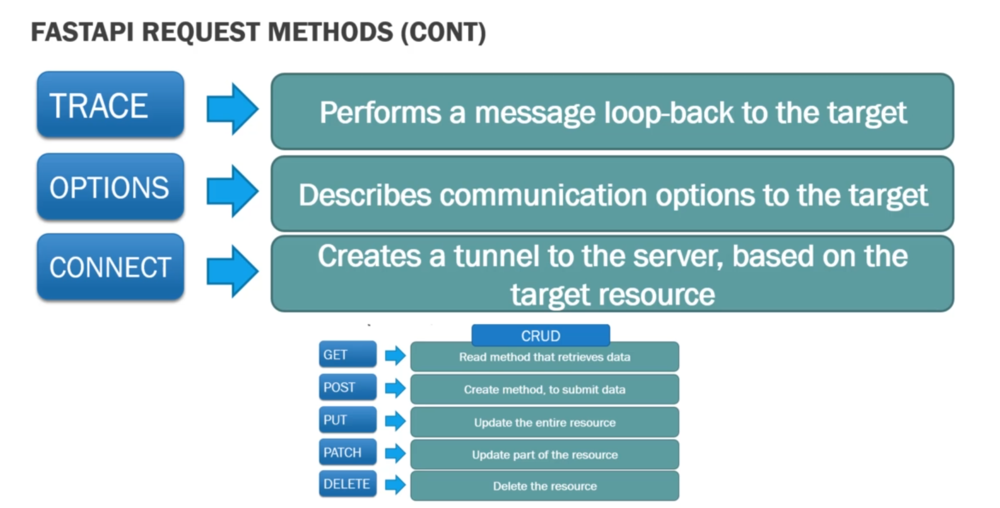 FASTAPI REQUEST METHODS (CONT)
TRACE
Performs a message loop-back to the target
OPTIONS
Describes communication options to the target
CONNECT
Creates a tunnel to the server, based on the
target resource
CRUD
GET
Read method that retrieves data
POST
Create method, to submit data
PUT
Update the entire resource
PATCH
Update part of the resource
DELETE
Delete the resource